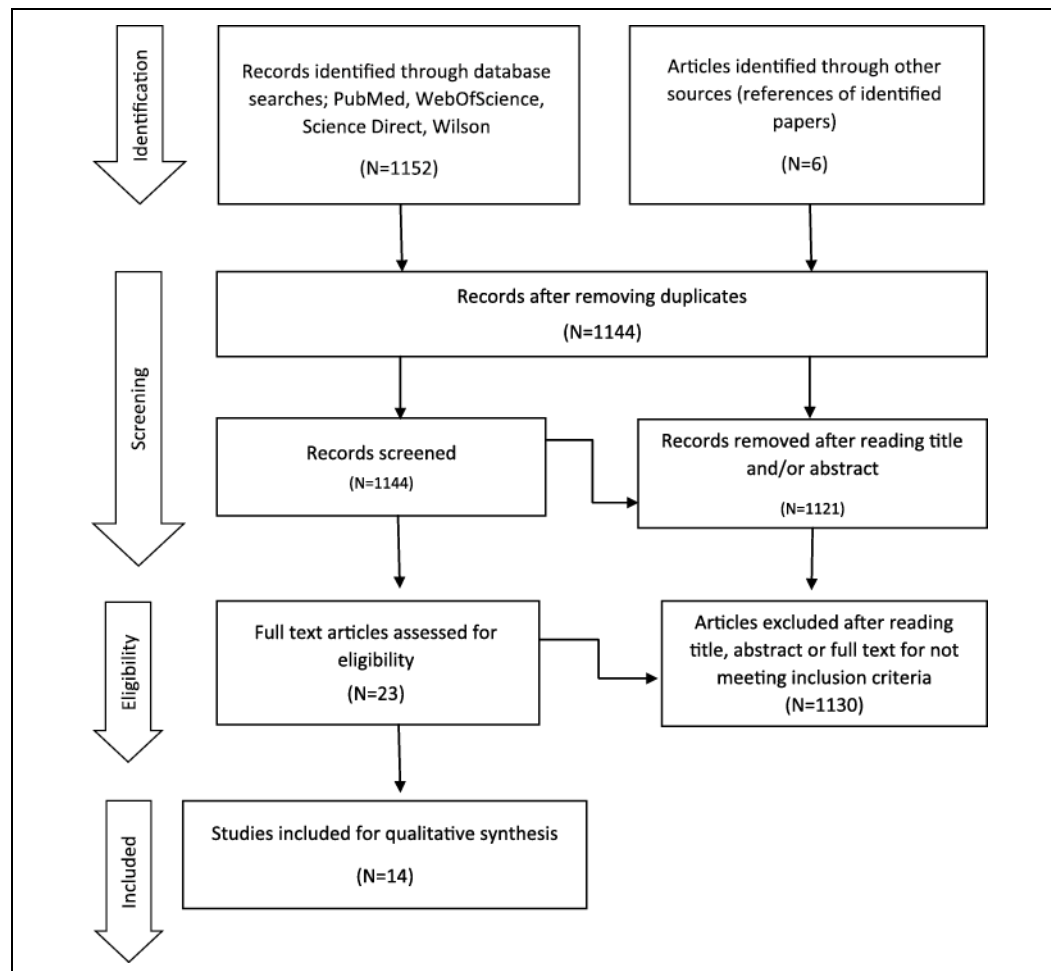 Identification
Records identified through database
searches; PubMed, WebOfScience,
Science Direct, Wilson
(N=1152)
Articles identified through other
sources (references of identified
papers)
(N=6)
Screening
Records after removing duplicates
(N=1144)
Records screened
(N=1144)
Records removed after reading title
and/or abstract
(N=1121)
Eligibility
Full text articles assessed for
eligibility
(N=23)
Articles excluded after reading
title, abstract or full text for not
meeting inclusion criteria
(N=1130)
Included
Studies included for qualitative synthesis
(N=14)